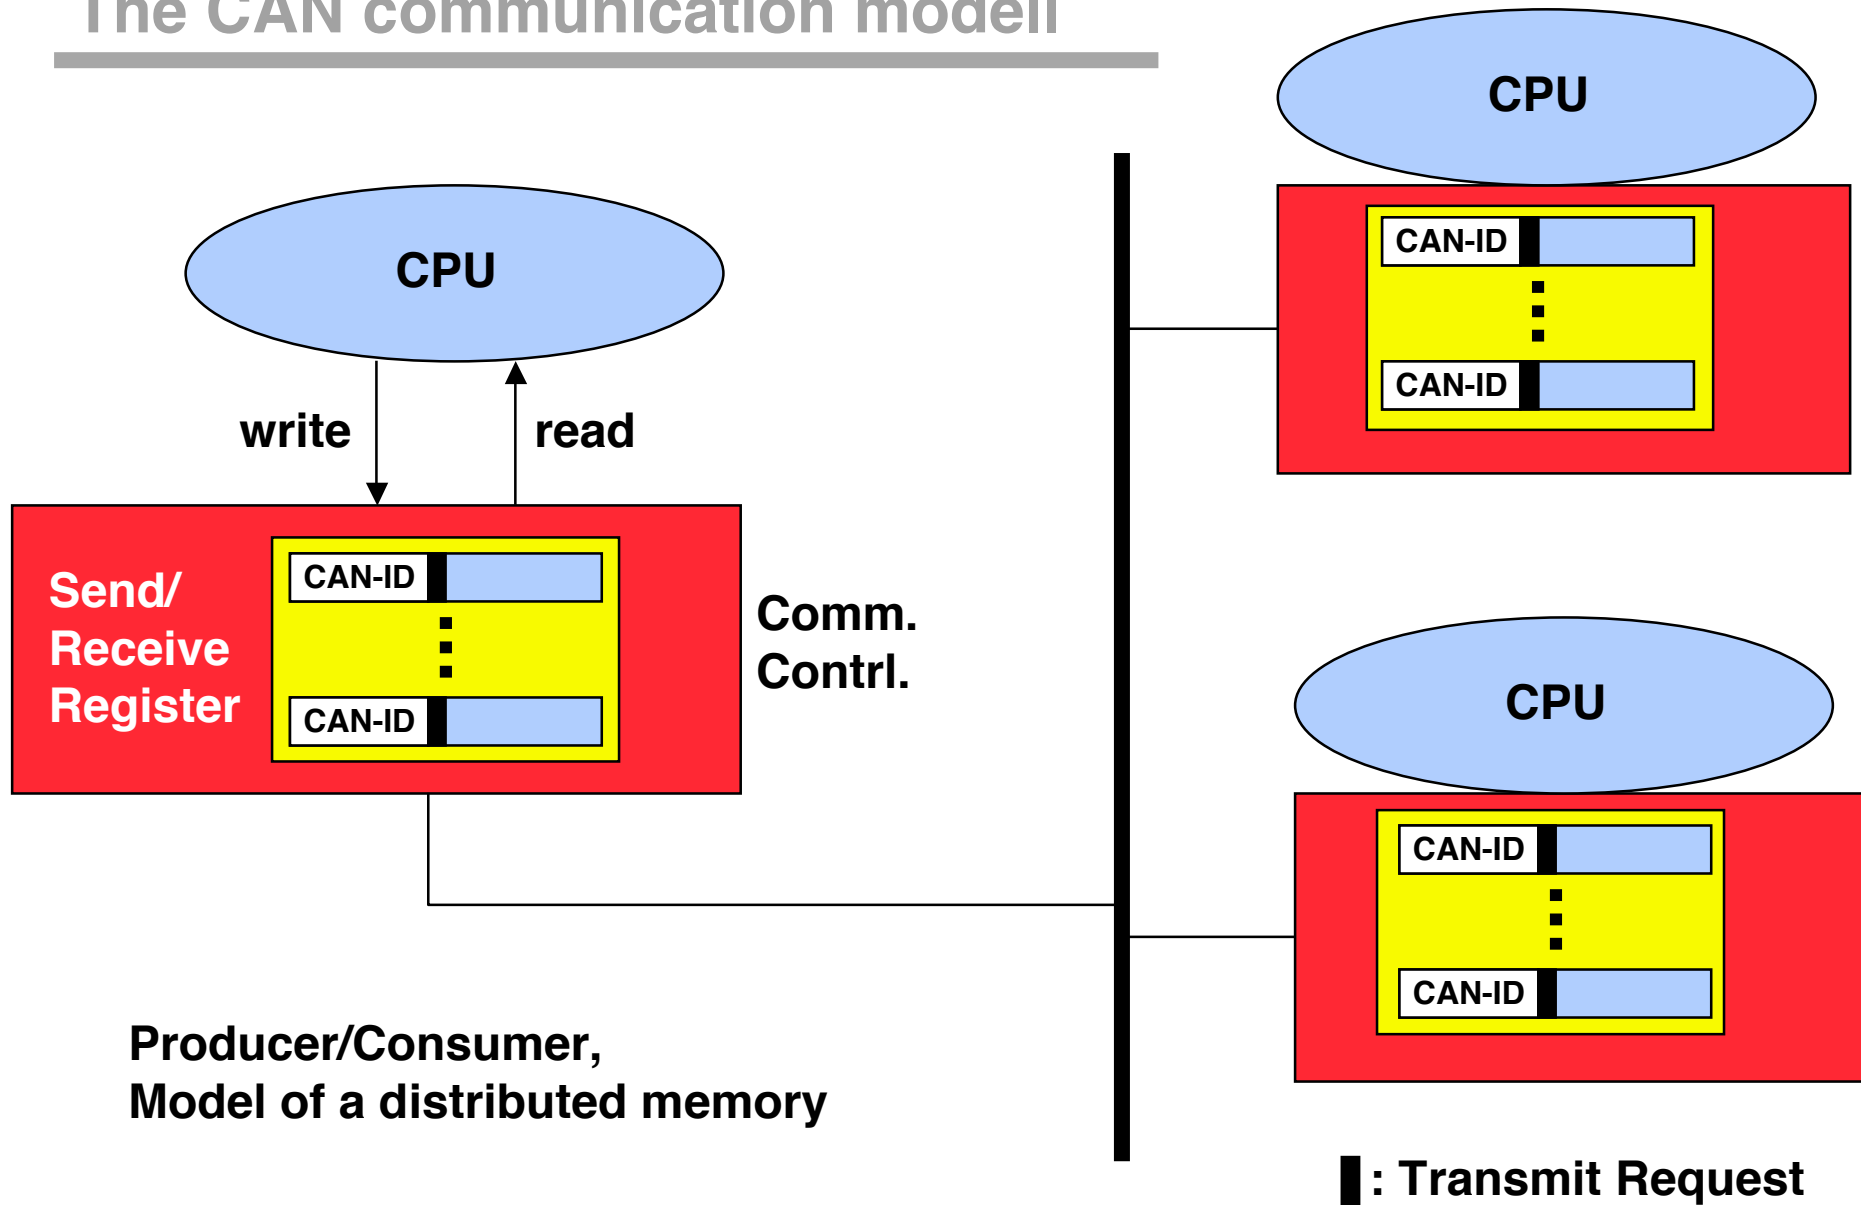 The CAN communication modell
CPU
CPU
CAN-ID
CAN-ID
write
read
Send/
Receive
Register
CAN-ID
CAN-ID
Comm.
Contrl.
CPU
CAN-ID
CAN-ID
Producer/Consumer,
Model of a distributed memory
: Transmit Request